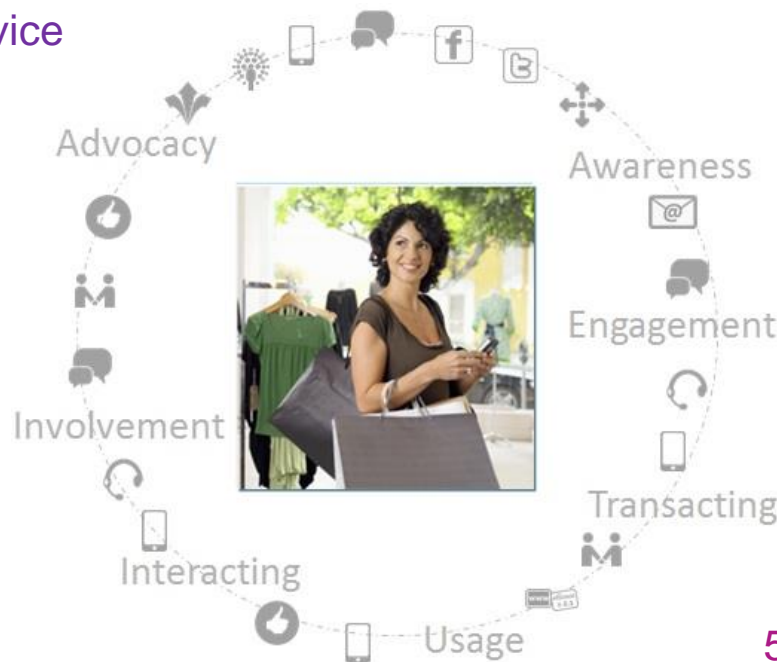 vice
Advocacy
Awareness
Engagement
Involvement
Transacting
Interacting
Usage
5